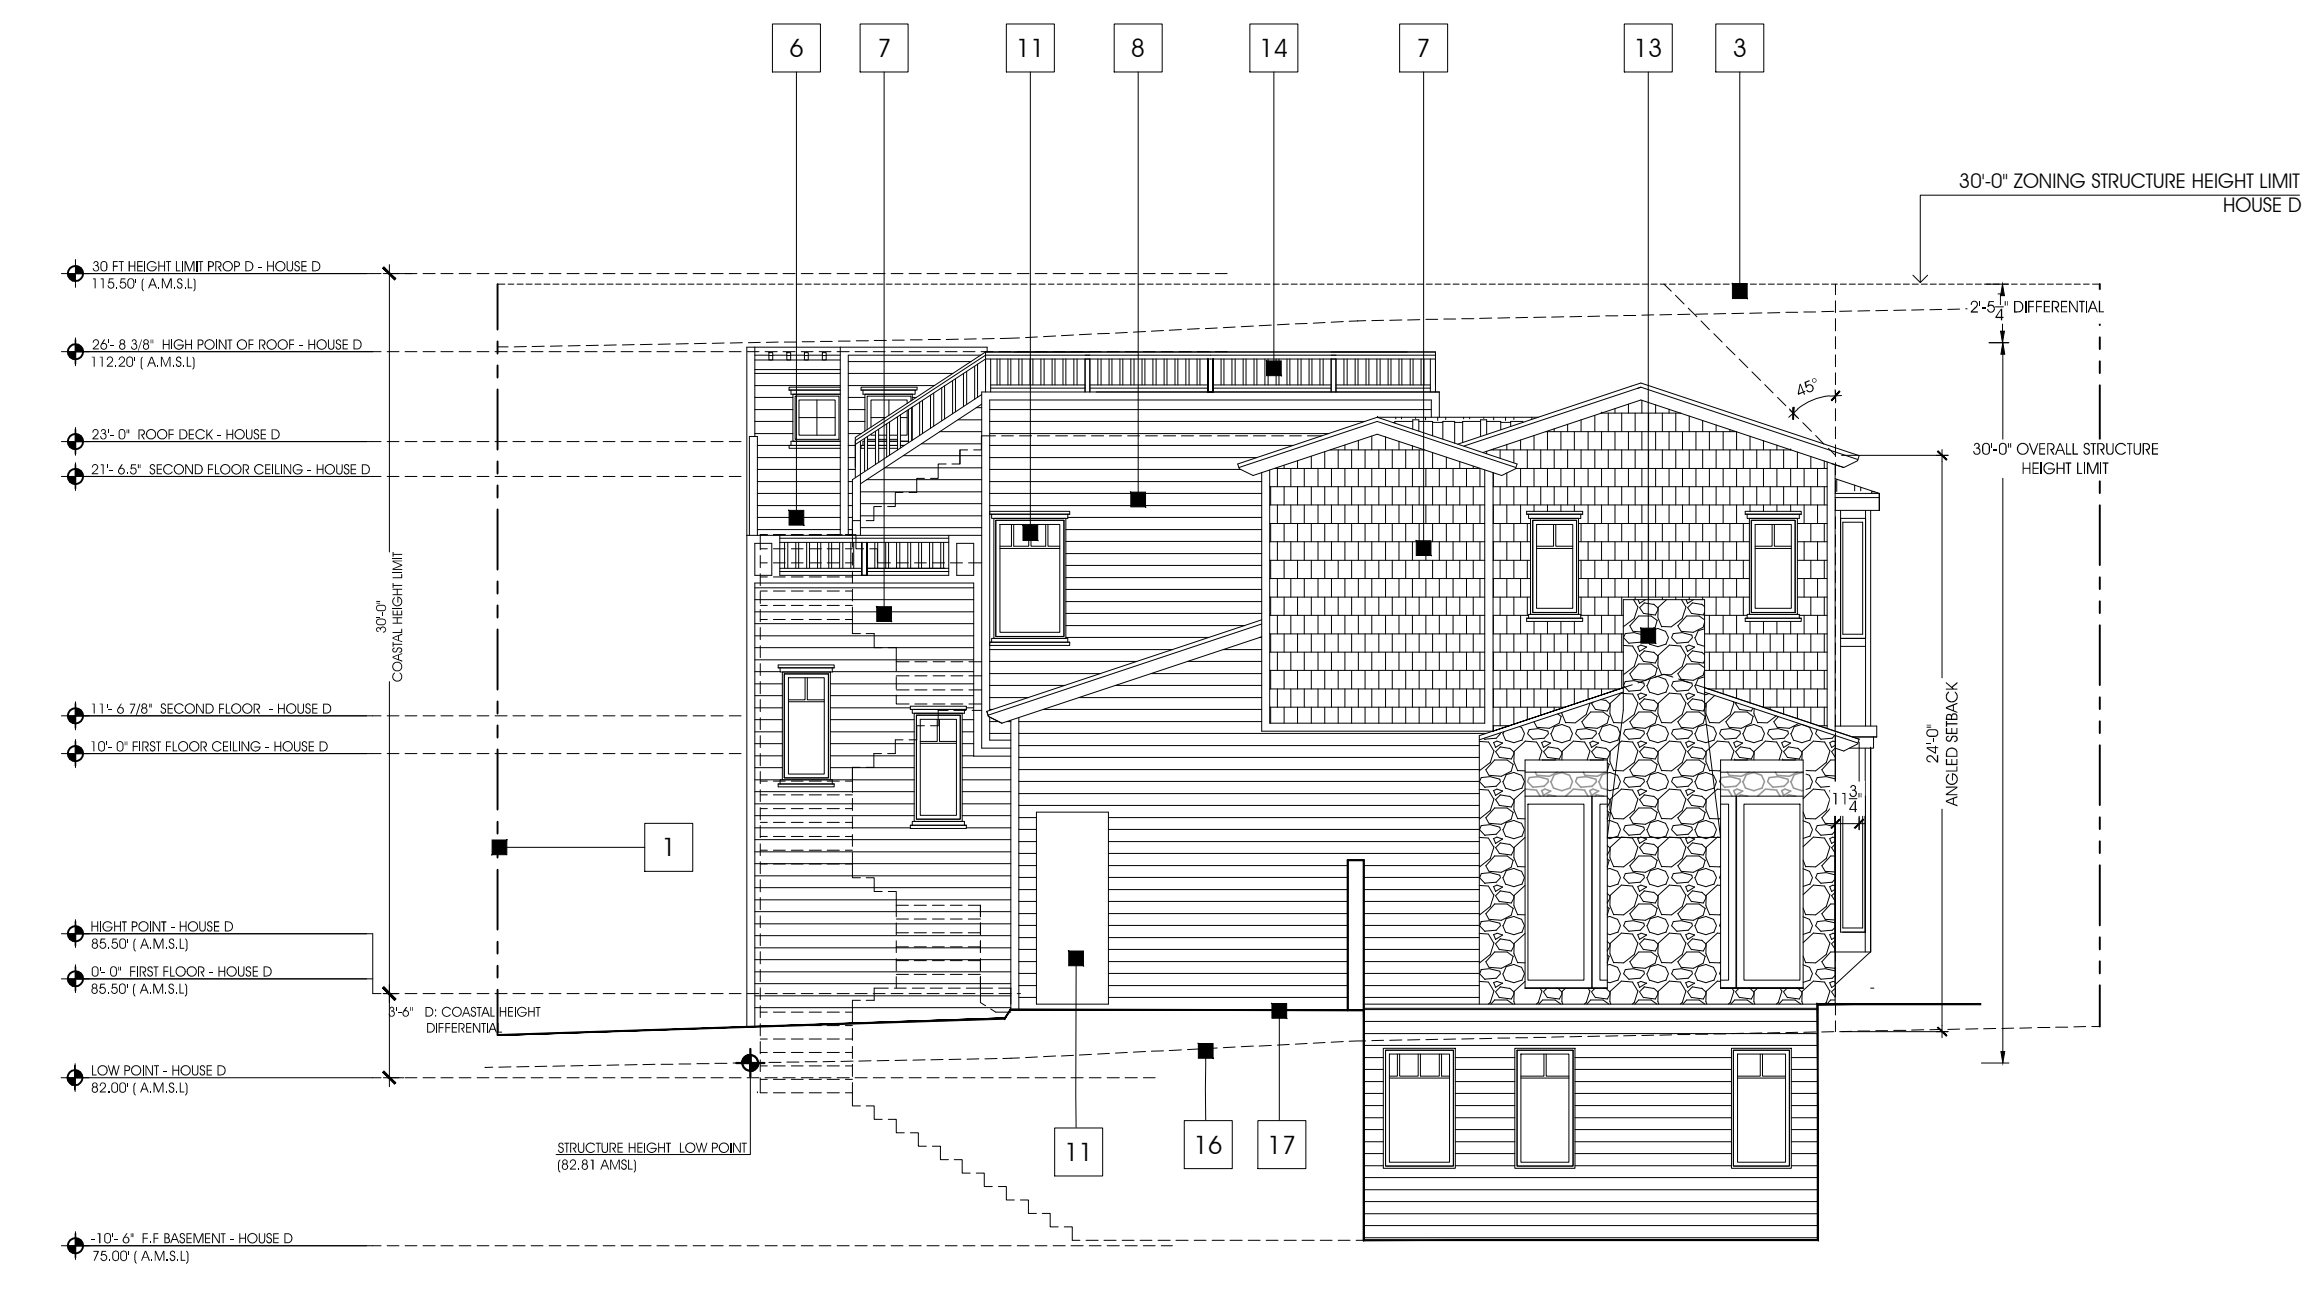 6
7
11
8
14
7
13
3
30'-0" ZONING STRUCTURE HEIGHT LIMIT
HOUSE D
30 FT HEIGHT LIMIT PROP D - HOUSE D
115.50' ( A.M.S.L)
2'-5 1/4" DIFFERENTIAL
26'- 8 3/8" HIGH POINT OF ROOF - HOUSE D
112.20' ( A.M.S.L)
45°
23'- 0" ROOF DECK - HOUSE D
21'- 6.5" SECOND FLOOR CEILING - HOUSE D
30'-0" OVERALL STRUCTURE
HEIGHT LIMIT
30'-0"
COASTAL HEIGHT LIMIT
11'- 6 7/8" SECOND FLOOR - HOUSE D
10'- 0" FIRST FLOOR CEILING - HOUSE D
24'-0"
ANGLED SETBACK
11 3/4"
1
HIGHT POINT - HOUSE D
85.50' ( A.M.S.L)
0'- 0" FIRST FLOOR - HOUSE D
85.50' ( A.M.S.L)
3'-6" D: COASTAL HEIGHT
DIFFERENTIAL
LOW POINT - HOUSE D
82.00' ( A.M.S.L)
STRUCTURE HEIGHT LOW POINT
(82.81 AMSL)
11
16
17
-10'- 6" F.F BASEMENT - HOUSE D
75.00' ( A.M.S.L)